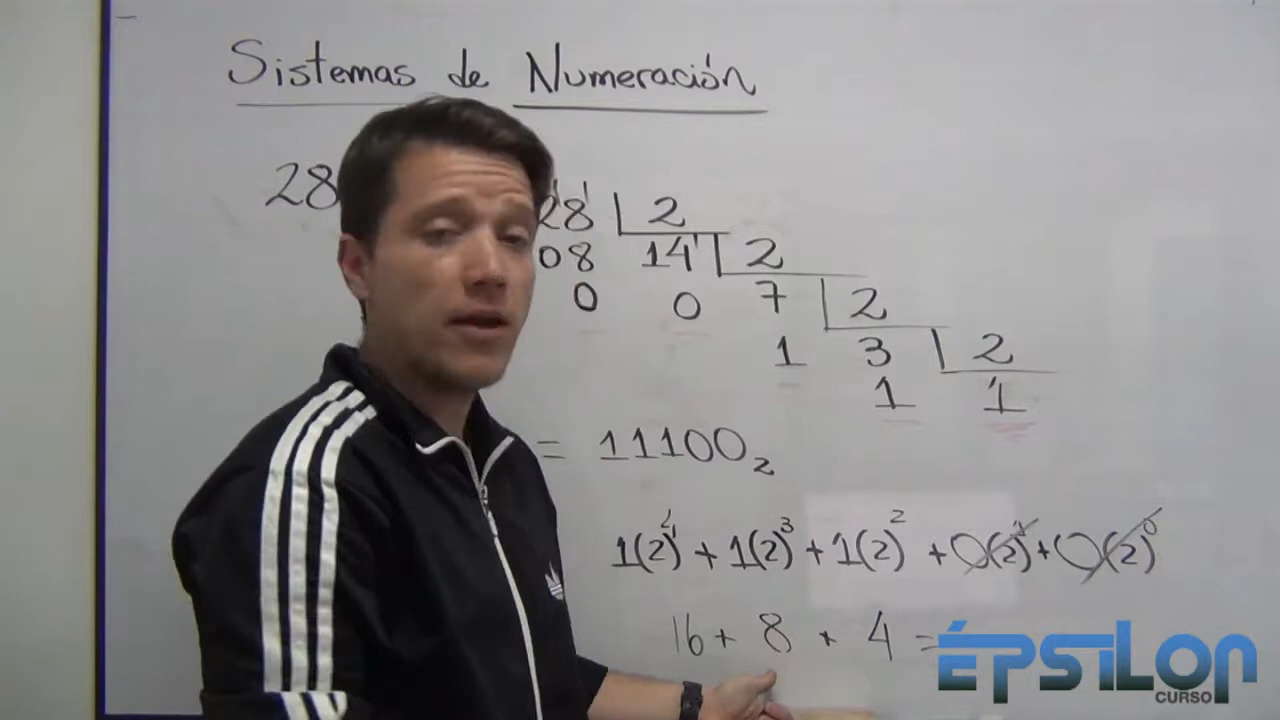 Sistemas de Numeración
28 28 2
08 14 2
0 0 7 2
1 3 2
1 1
= 11100₂
1(2)⁴ + 1(2)³ + 1(2)² + 0(2)¹ + 0(2)⁰
16 + 8 + 4 =
ÉPSILON
CURSO